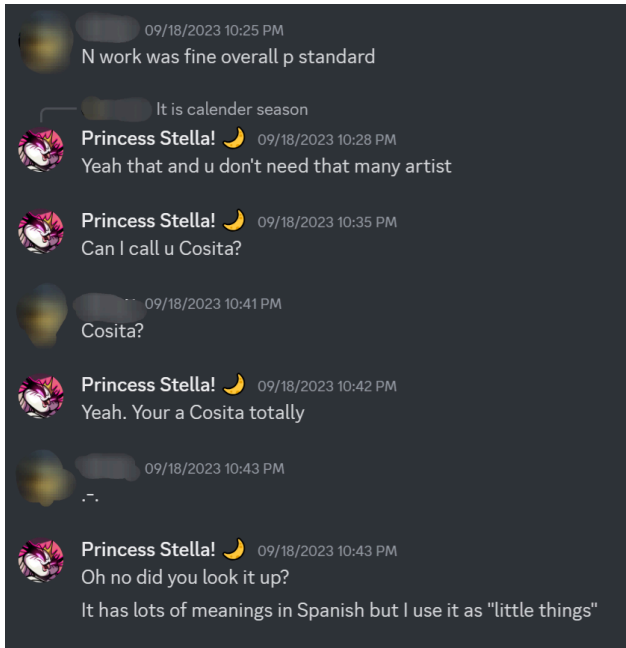 09/18/2023 10:25 PM
N work was fine overall p standard
It is calender season
Princess Stella! 🌙 09/18/2023 10:28 PM
Yeah that and u don't need that many artist
Princess Stella! 🌙 09/18/2023 10:35 PM
Can I call u Cosita?
09/18/2023 10:41 PM
Cosita?
Princess Stella! 🌙 09/18/2023 10:42 PM
Yeah. Your a Cosita totally
09/18/2023 10:43 PM
.-.
Princess Stella! 🌙 09/18/2023 10:43 PM
Oh no did you look it up?
It has lots of meanings in Spanish but I use it as "little things"